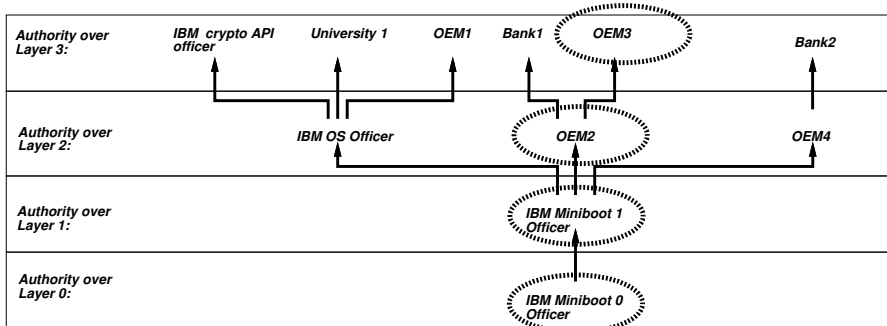 Authority over
Layer 3:
IBM crypto API
officer
University 1
OEM1
Bank1
OEM3
Bank2
Authority over
Layer 2:
IBM OS Officer
OEM2
OEM4
Authority over
Layer 1:
IBM Miniboot 1
Officer
Authority over
Layer 0:
IBM Miniboot 0
Officer